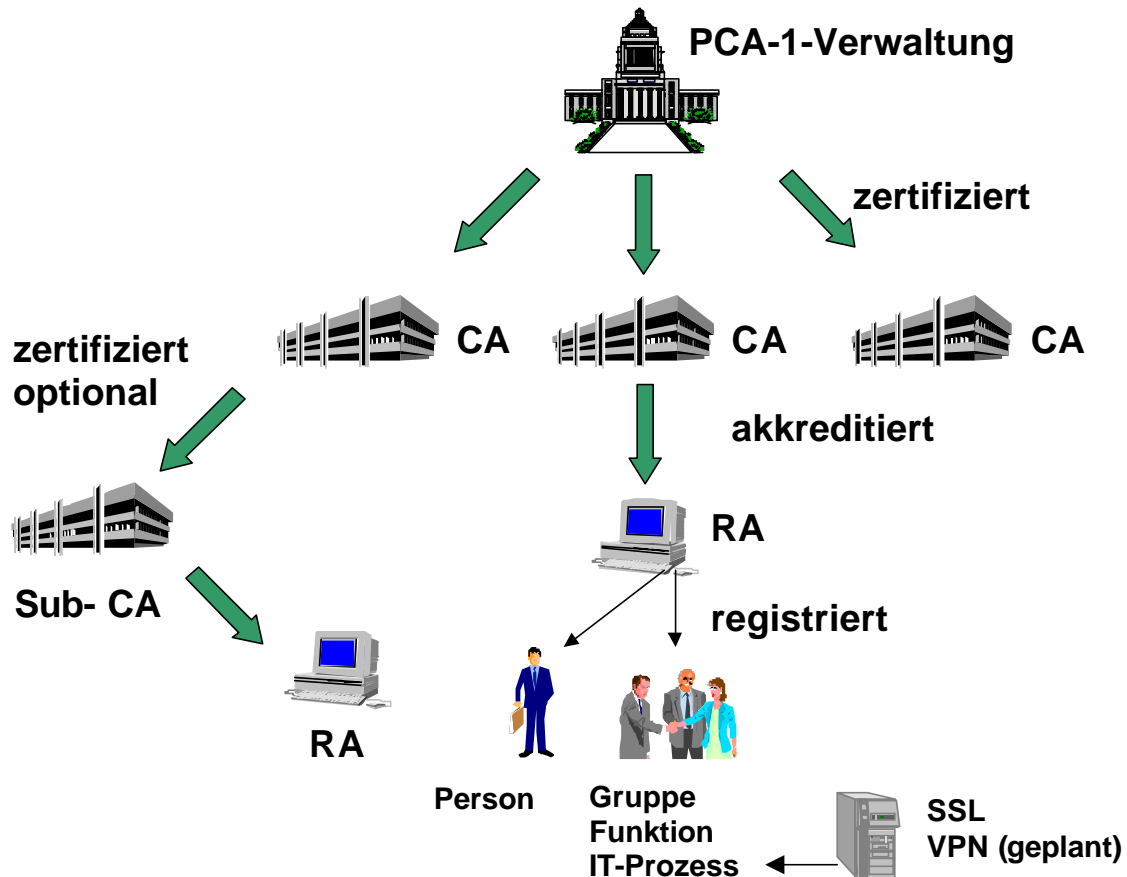 PCA-1-Verwaltung
zertifiziert
CA
CA
CA
zertifiziert
optional
akkreditiert
RA
Sub- CA
registriert
RA
Person
Gruppe
Funktion
IT-Prozess
SSL
VPN (geplant)